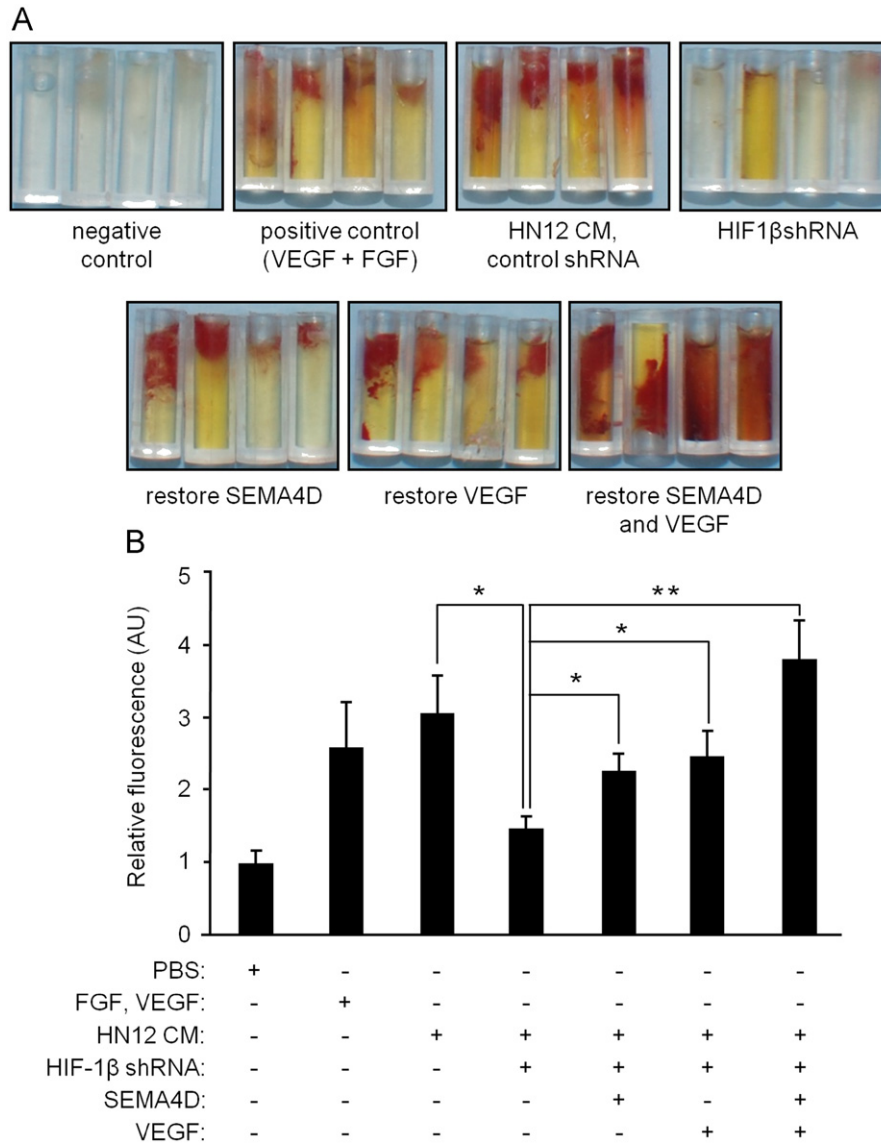 A
negative
control
positive control
(VEGF + FGF)
HN12 CM,
control shRNA
HIF1βshRNA
restore SEMA4D
restore VEGF
restore SEMA4D
and VEGF
B
Relative fluorescence (AU)
5
4
3
2
1
0
*
**
*
*
PBS: + - - - - - -
FGF, VEGF: - + - - - - -
HN12 CM: - - + + + + +
HIF-1β shRNA: - - - + + + +
SEMA4D: - - - - + - +
VEGF: - - - - - + +